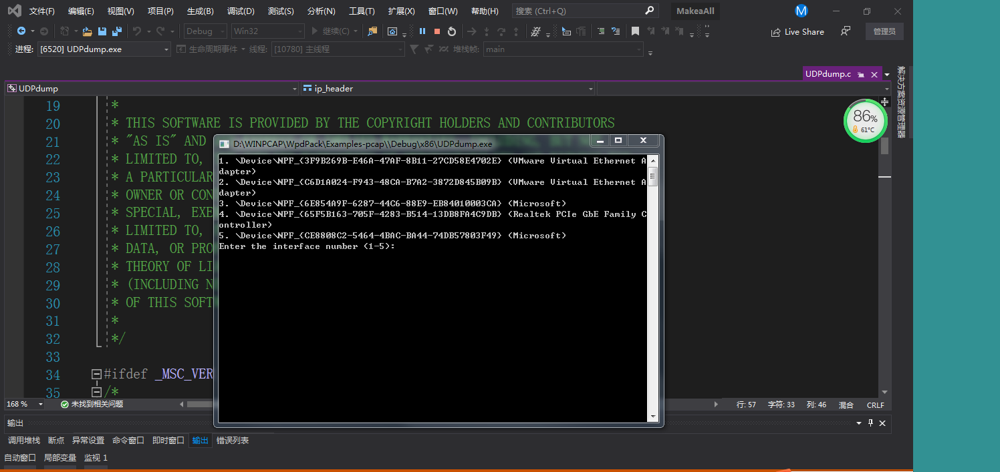 文件(F) 编辑(E) 视图(V) 项目(P) 生成(B) 调试(D) 测试(S) 分析(N) 工具(T) 扩展(X) 窗口(W) 帮助(H) 搜索 (Ctrl+Q) MakeaAll M
Debug Win32 继续(C) Live Share 管理员
进程: [6520] UDPdump.exe 生命周期事件 线程: [10780] 主线程 堆栈帧: main
UDPdump.c
UDPdump ip_header
解决方案资源管理器
19 *
20 * THIS SOFTWARE IS PROVIDED BY THE COPYRIGHT HOLDERS AND CONTRIBUTORS
21 * "AS IS" AND
22 * LIMITED TO,
23 * A PARTICULAR
24 * OWNER OR CON
25 * SPECIAL, EXE
26 * LIMITED TO,
27 * DATA, OR PRO
28 * THEORY OF LI
29 * (INCLUDING N
30 * OF THIS SOFT
31 *
32 */
33
34 #ifdef _MSC_VER
35 /*
86%
61°C
D:\WINPCAP\WpdPack\Examples-pcap\\Debug\x86\UDPdump.exe
1. \Device\NPF_{3F9B269B-E46A-47AF-8B11-27CD58E4702E} (VMware Virtual Ethernet A
dapter)
2. \Device\NPF_{C6D1A024-F943-48CA-B7A2-3872D845B09B} (VMware Virtual Ethernet A
dapter)
3. \Device\NPF_{6E854A9F-6287-44C6-88E9-EB84010003CA} (Microsoft)
4. \Device\NPF_{65F5B163-705F-4283-B514-13DB8FA4C9DB} (Realtek PCIe GbE Family C
ontroller)
5. \Device\NPF_{CE8808C2-5464-4BAC-BA44-74DB57803F49} (Microsoft)
Enter the interface number (1-5):
168 % 未找到相关问题 行: 57 字符: 33 列: 46 混合 CRLF
输出
调用堆栈 断点 异常设置 命令窗口 即时窗口 输出 错误列表
自动窗口 局部变量 监视 1